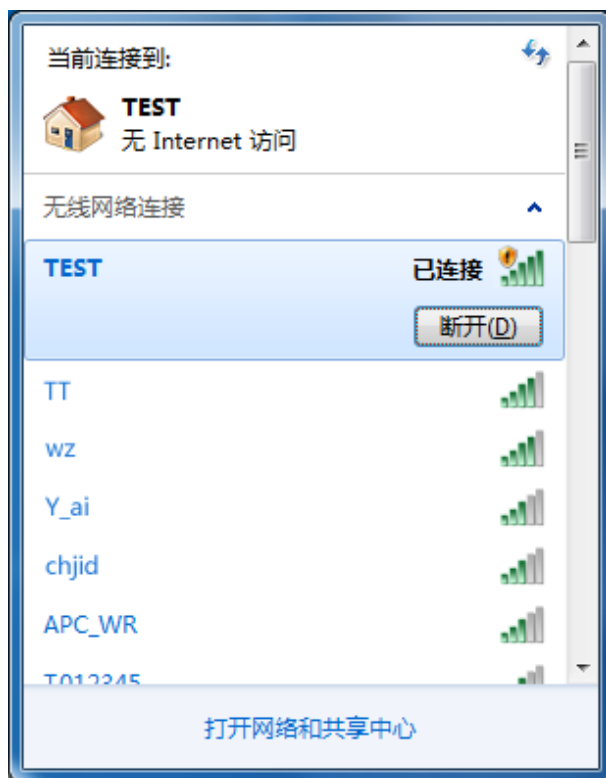 当前连接到:
TEST
无 Internet 访问
无线网络连接
TEST 已连接
断开(D)
TT
wz
Y_ai
chjid
APC_WR
T012345
打开网络和共享中心